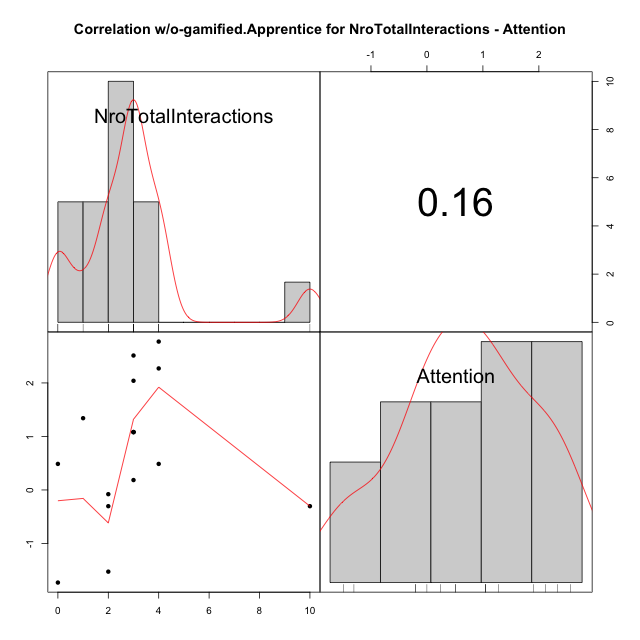 Correlation w/o-gamified.Apprentice for NroTotalInteractions - Attention
-1 0 1 2
NroTotalInteractions
0.16
10
8
6
4
2
0
Attention
2
1
0
-1
0 2 4 6 8 10